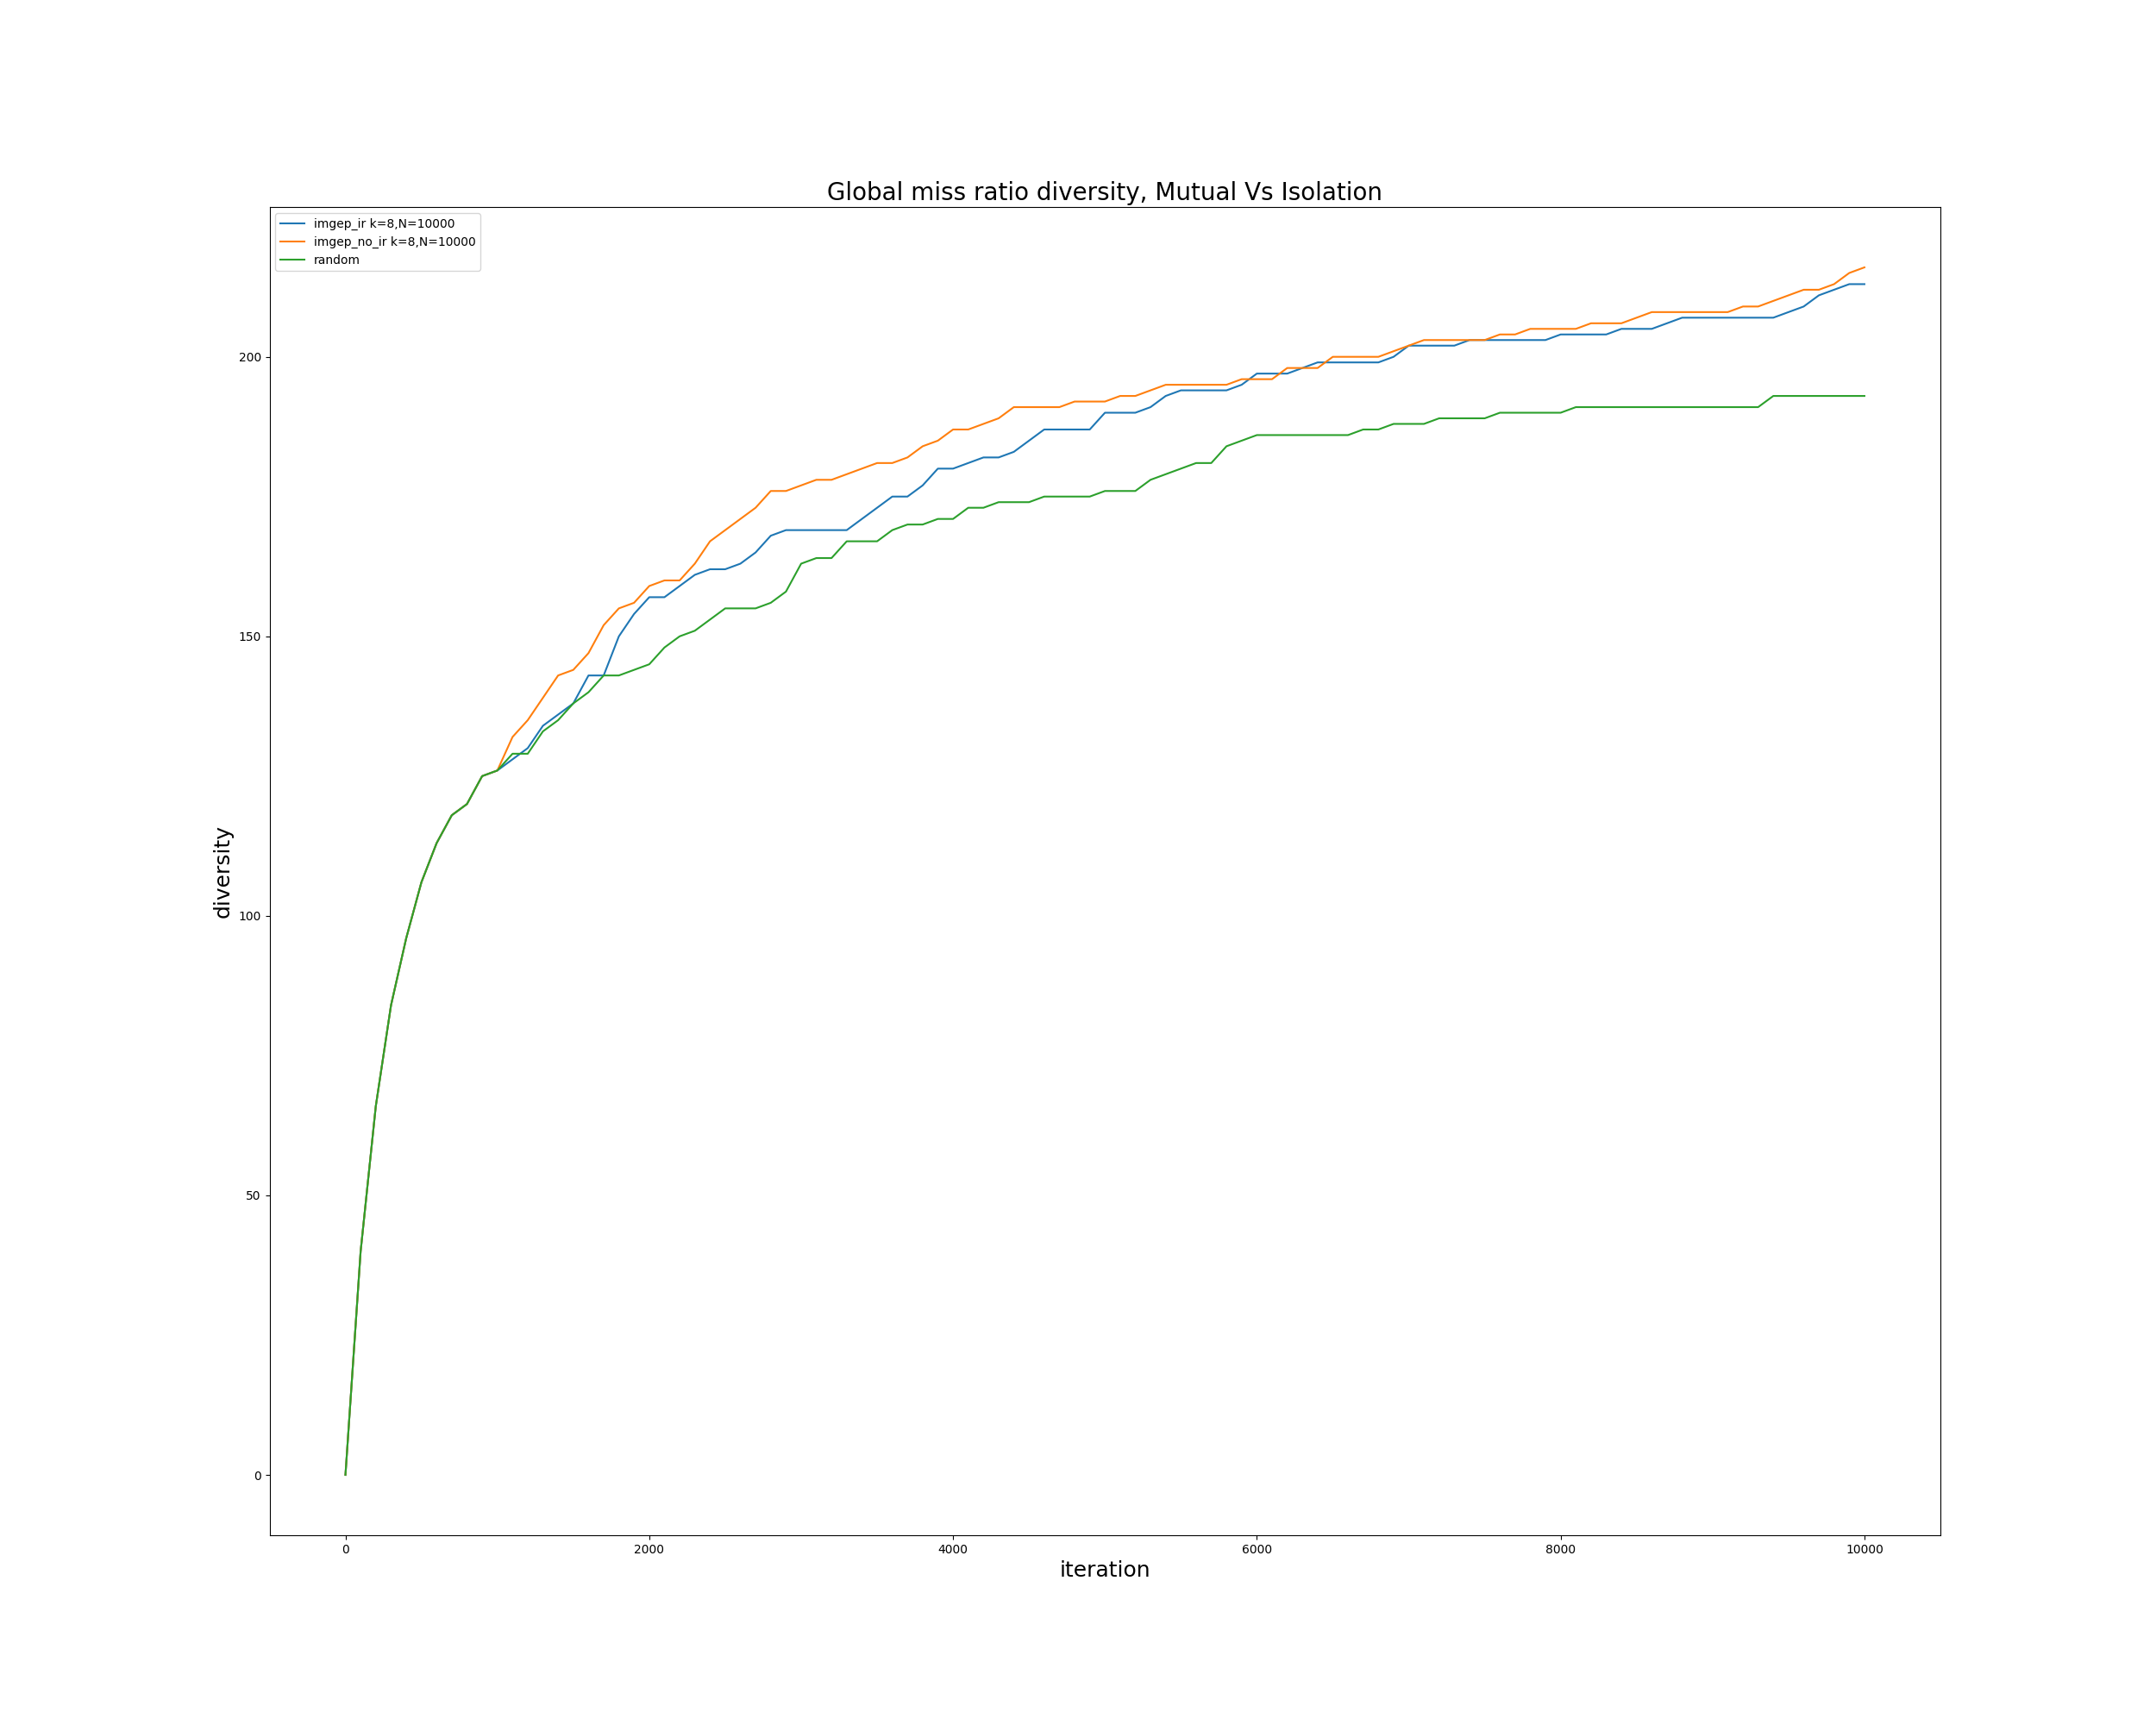 Global miss ratio diversity, Mutual Vs Isolation
imgep_ir k=8,N=10000
imgep_no_ir k=8,N=10000
random
200
150
100
50
0
diversity
0 2000 4000 6000 8000 10000
iteration